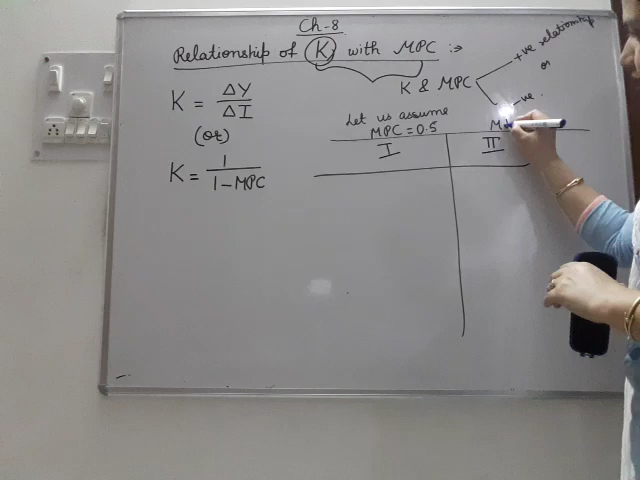 Ch-8
Relationship of K with MPC :⇒
K & MPC
+ve relationship
or
-ve.
K = ΔY / ΔI
(or)
K = 1 / 1-MPC
Let us assume
MPC = 0.5
I
II